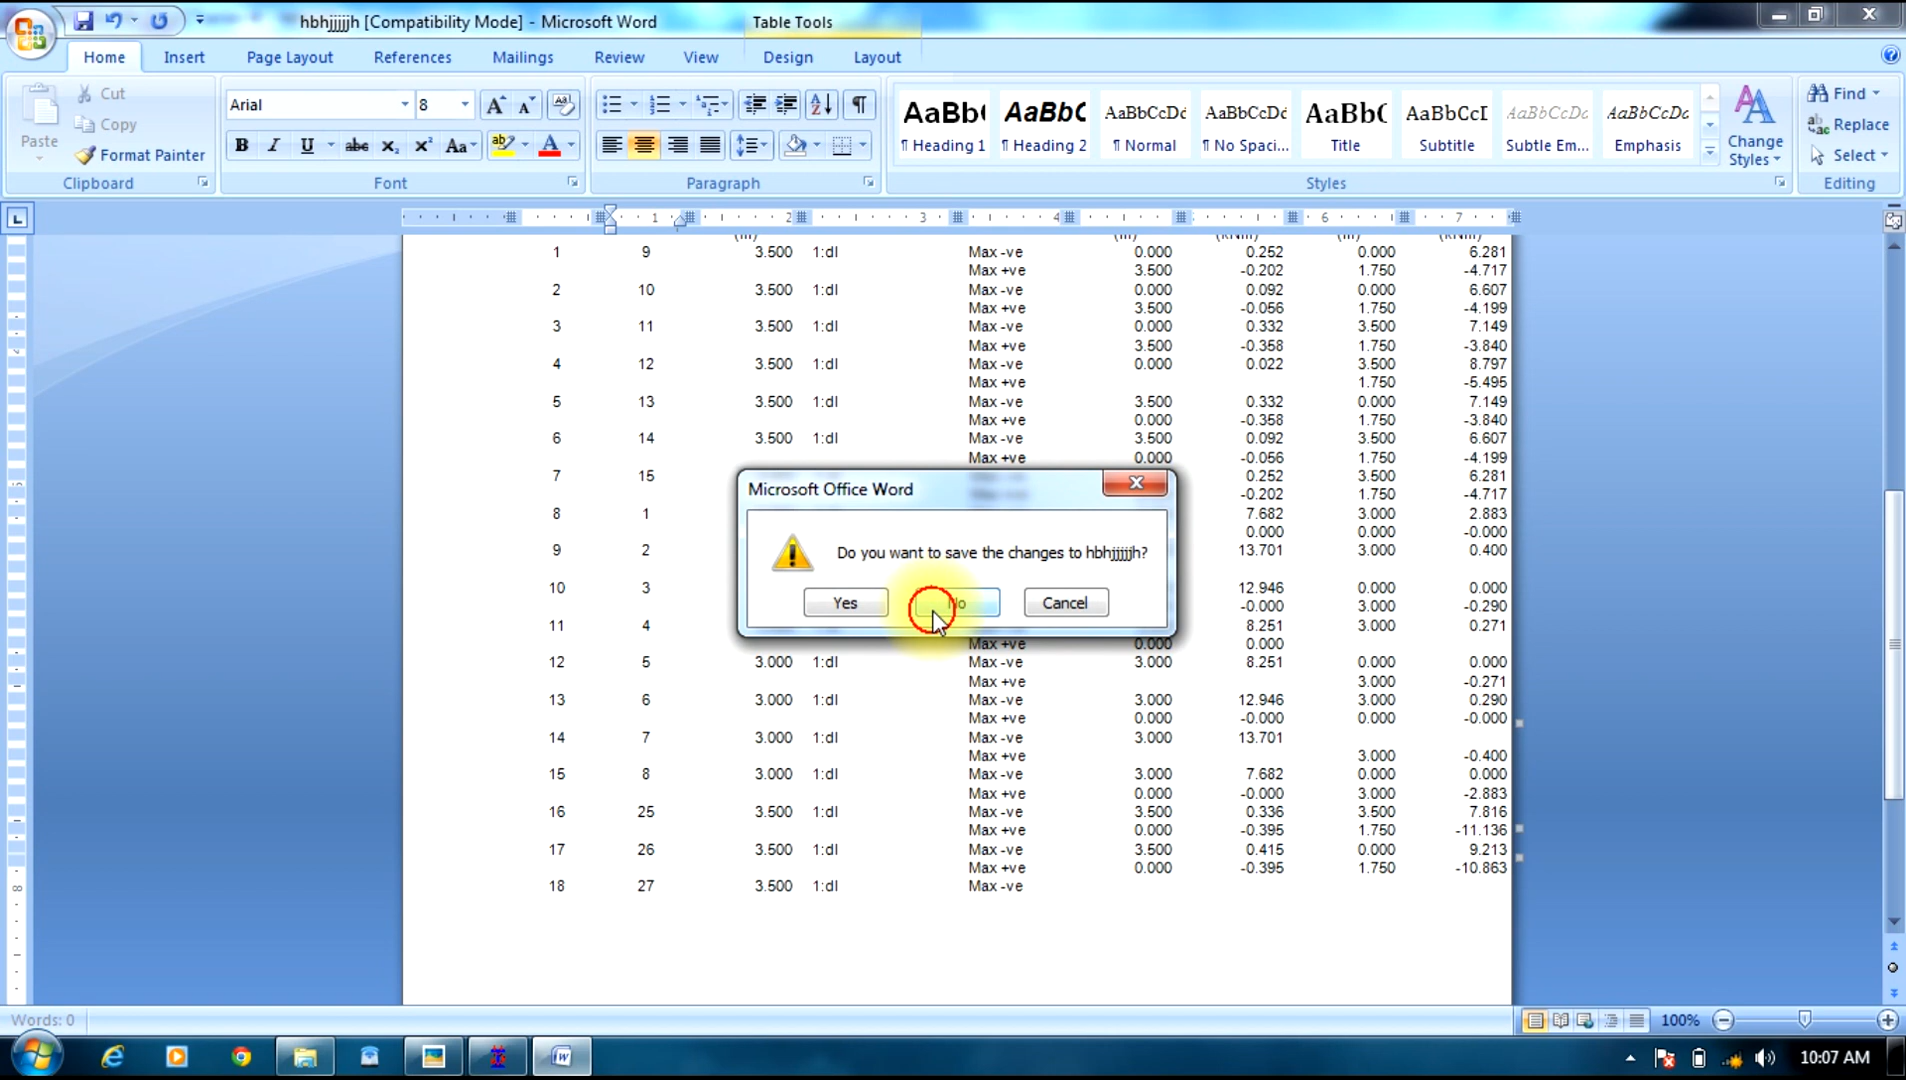 hbhjjjjjh [Compatibility Mode] - Microsoft Word
Table Tools
Home Insert Page Layout References Mailings Review View Design Layout
Paste
Cut
Copy
Format Painter
Clipboard
Arial 8
B I U abc X₂ X² Aa
Font
Paragraph
AaBb( AaBbC AaBbCcDc AaBbCcDc AaBb( AaBbCcI AaBbCcDc AaBbCcDc
¶ Heading 1 ¶ Heading 2 ¶ Normal ¶ No Spaci... Title Subtitle Subtle Em... Emphasis
Change Styles
Styles
Find
Replace
Select
Editing
1 2 3 4 6 7
(m) (kNm) (m) (kNm)
1 9 3.500 1:dl Max -ve 0.000 0.252 0.000 6.281
Max +ve 3.500 -0.202 1.750 -4.717
2 10 3.500 1:dl Max -ve 0.000 0.092 0.000 6.607
Max +ve 3.500 -0.056 1.750 -4.199
3 11 3.500 1:dl Max -ve 0.000 0.332 3.500 7.149
Max +ve 3.500 -0.358 1.750 -3.840
4 12 3.500 1:dl Max -ve 0.000 0.022 3.500 8.797
Max +ve 1.750 -5.495
5 13 3.500 1:dl Max -ve 3.500 0.332 0.000 7.149
Max +ve 0.000 -0.358 1.750 -3.840
6 14 3.500 1:dl Max -ve 3.500 0.092 3.500 6.607
Max +ve 0.000 -0.056 1.750 -4.199
7 15 0.252 3.500 6.281
-0.202 1.750 -4.717
8 1 7.682 3.000 2.883
0.000 0.000 -0.000
9 2 13.701 3.000 0.400
10 3 12.946 0.000 0.000
-0.000 3.000 -0.290
11 4 8.251 3.000 0.271
Max +ve 0.000 0.000
12 5 3.000 1:dl Max -ve 3.000 8.251 0.000 0.000
Max +ve 3.000 -0.271
13 6 3.000 1:dl Max -ve 3.000 12.946 3.000 0.290
Max +ve 0.000 -0.000 0.000 -0.000
14 7 3.000 1:dl Max -ve 3.000 13.701
Max +ve 3.000 -0.400
15 8 3.000 1:dl Max -ve 3.000 7.682 0.000 0.000
Max +ve 0.000 -0.000 3.000 -2.883
16 25 3.500 1:dl Max -ve 3.500 0.336 3.500 7.816
Max +ve 0.000 -0.395 1.750 -11.136
17 26 3.500 1:dl Max -ve 3.500 0.415 0.000 9.213
Max +ve 0.000 -0.395 1.750 -10.863
18 27 3.500 1:dl Max -ve
Microsoft Office Word
Do you want to save the changes to hbhjjjjjh?
Yes No Cancel
Words: 0
100%
10:07 AM